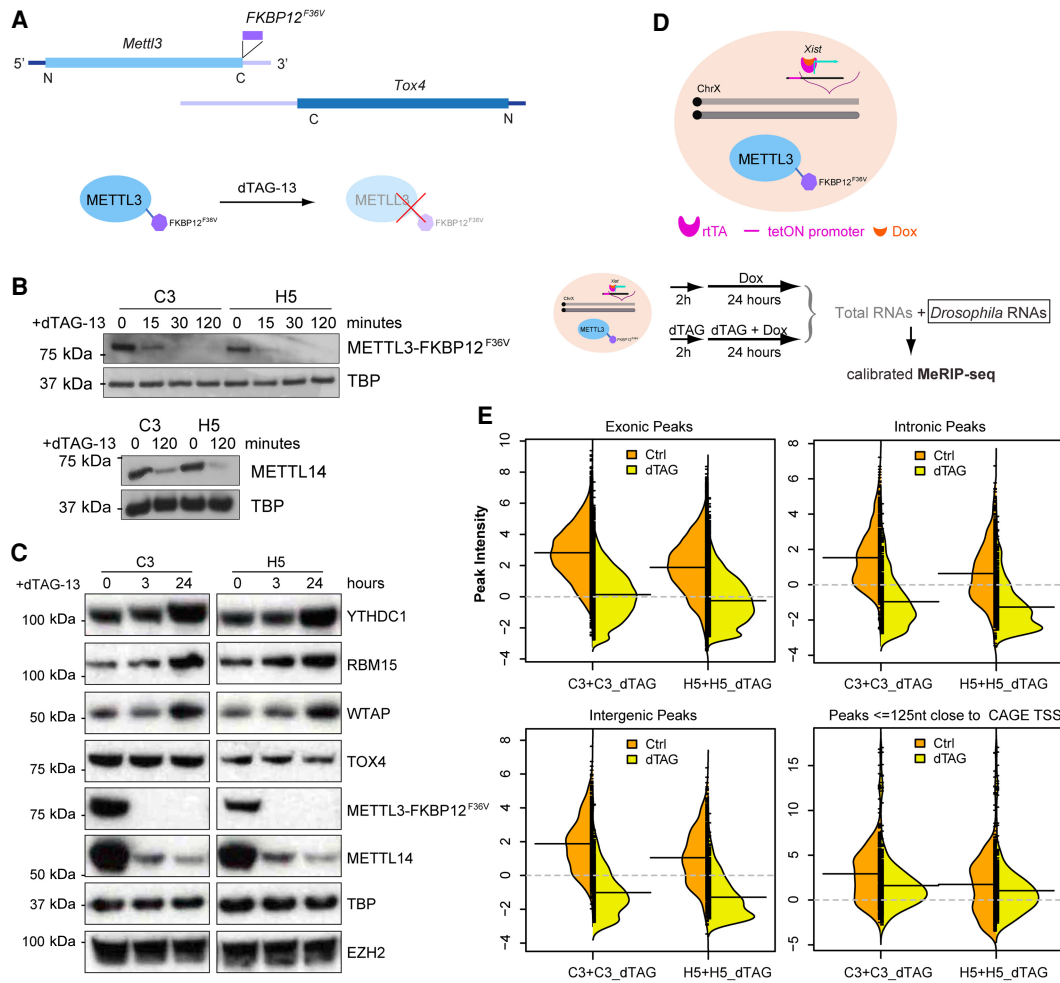 A
FKBP12F36V
Mettl3
5'
3'
N
C
Tox4
C
N
METTL3
FKBP12F36V
dTAG-13
METLL3
FKBP12F36V
B
C3
H5
+dTAG-13
0 15 30 120 0 15 30 120
minutes
75 kDa
METTL3-FKBP12F36V
37 kDa
TBP
C3 H5
+dTAG-13 0 120 0 120 minutes
75 kDa
METTL14
37 kDa
TBP
C
C3
H5
+dTAG-13
0 3 24 0 3 24
hours
100 kDa
YTHDC1
100 kDa
RBM15
50 kDa
WTAP
75 kDa
TOX4
75 kDa
METTL3-FKBP12F36V
50 kDa
METTL14
37 kDa
TBP
100 kDa
EZH2
D
Xist
ChrX
METTL3
FKBP12F36V
rtTA
tetON promoter
Dox
Xist
ChrX
METTL3
FKBP12F36V
Dox
2h
24 hours
dTAG
dTAG + Dox
2h
24 hours
Total RNAs + Drosophila RNAs
calibrated MeRIP-seq
E
Exonic Peaks
Ctrl
dTAG
Peak Intensity
10
8
6
4
2
0
−2
−4
C3+C3_dTAG
H5+H5_dTAG
Intronic Peaks
Ctrl
dTAG
8
6
4
2
0
−2
−4
C3+C3_dTAG
H5+H5_dTAG
Intergenic Peaks
Ctrl
dTAG
8
6
4
2
0
−2
−4
C3+C3_dTAG
H5+H5_dTAG
Peaks <=125nt close to CAGE TSS
Ctrl
dTAG
15
10
5
0
−5
C3+C3_dTAG
H5+H5_dTAG